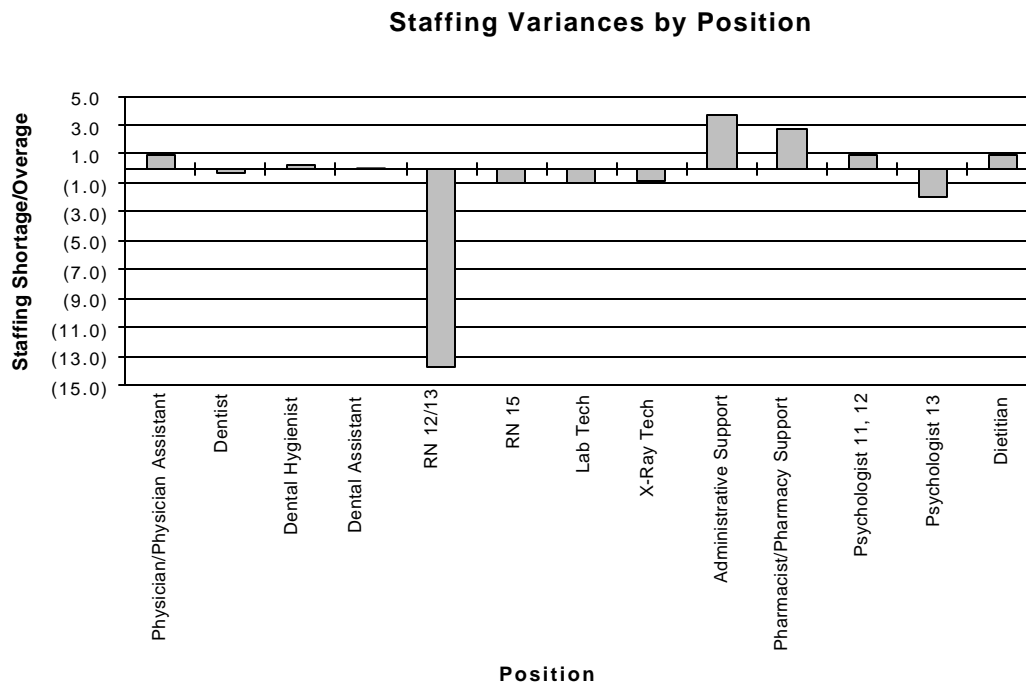 Staffing Variances by Position
Staffing Shortage/Overage
5.0
3.0
1.0
(1.0)
(3.0)
(5.0)
(7.0)
(9.0)
(11.0)
(13.0)
(15.0)
Physician/Physician Assistant
Dentist
Dental Hygienist
Dental Assistant
RN 12/13
RN 15
Lab Tech
X-Ray Tech
Administrative Support
Pharmacist/Pharmacy Support
Psychologist 11, 12
Psychologist 13
Dietitian
Position